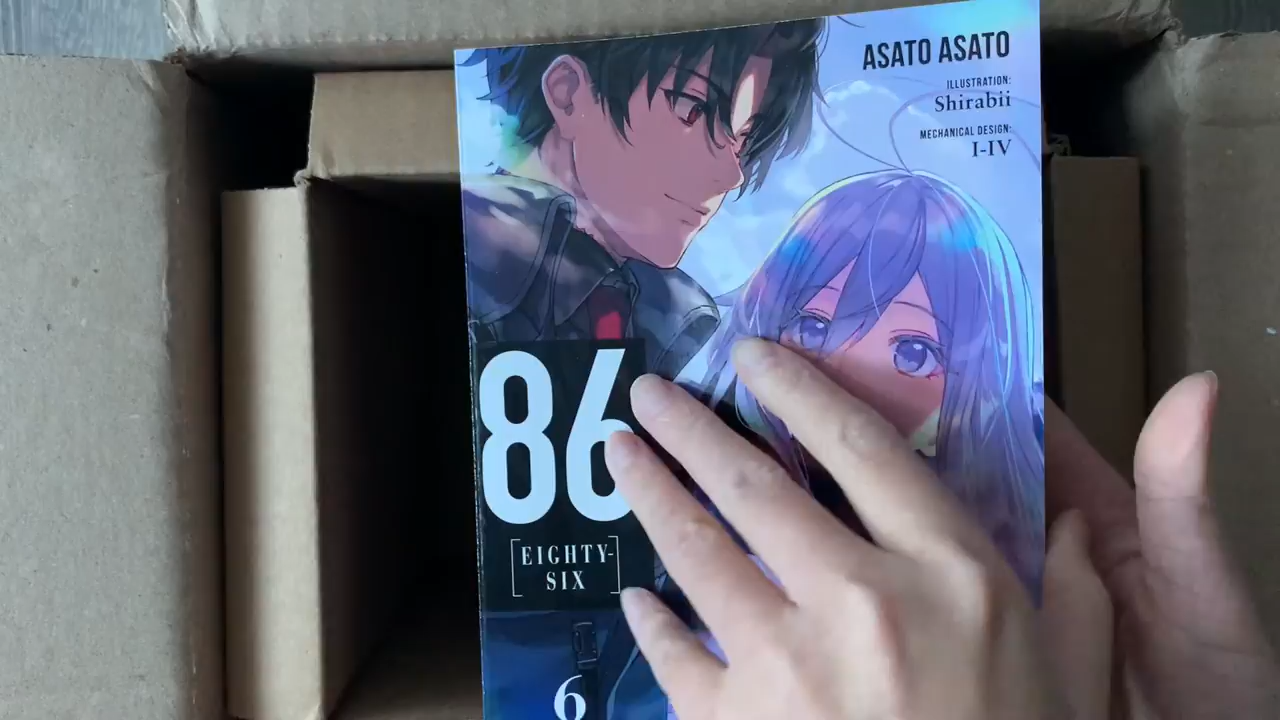 ASATO ASATO
ILLUSTRATION:
Shirabii
MECHANICAL DESIGN:
I-IV
86
[EIGHTY-
SIX]
6